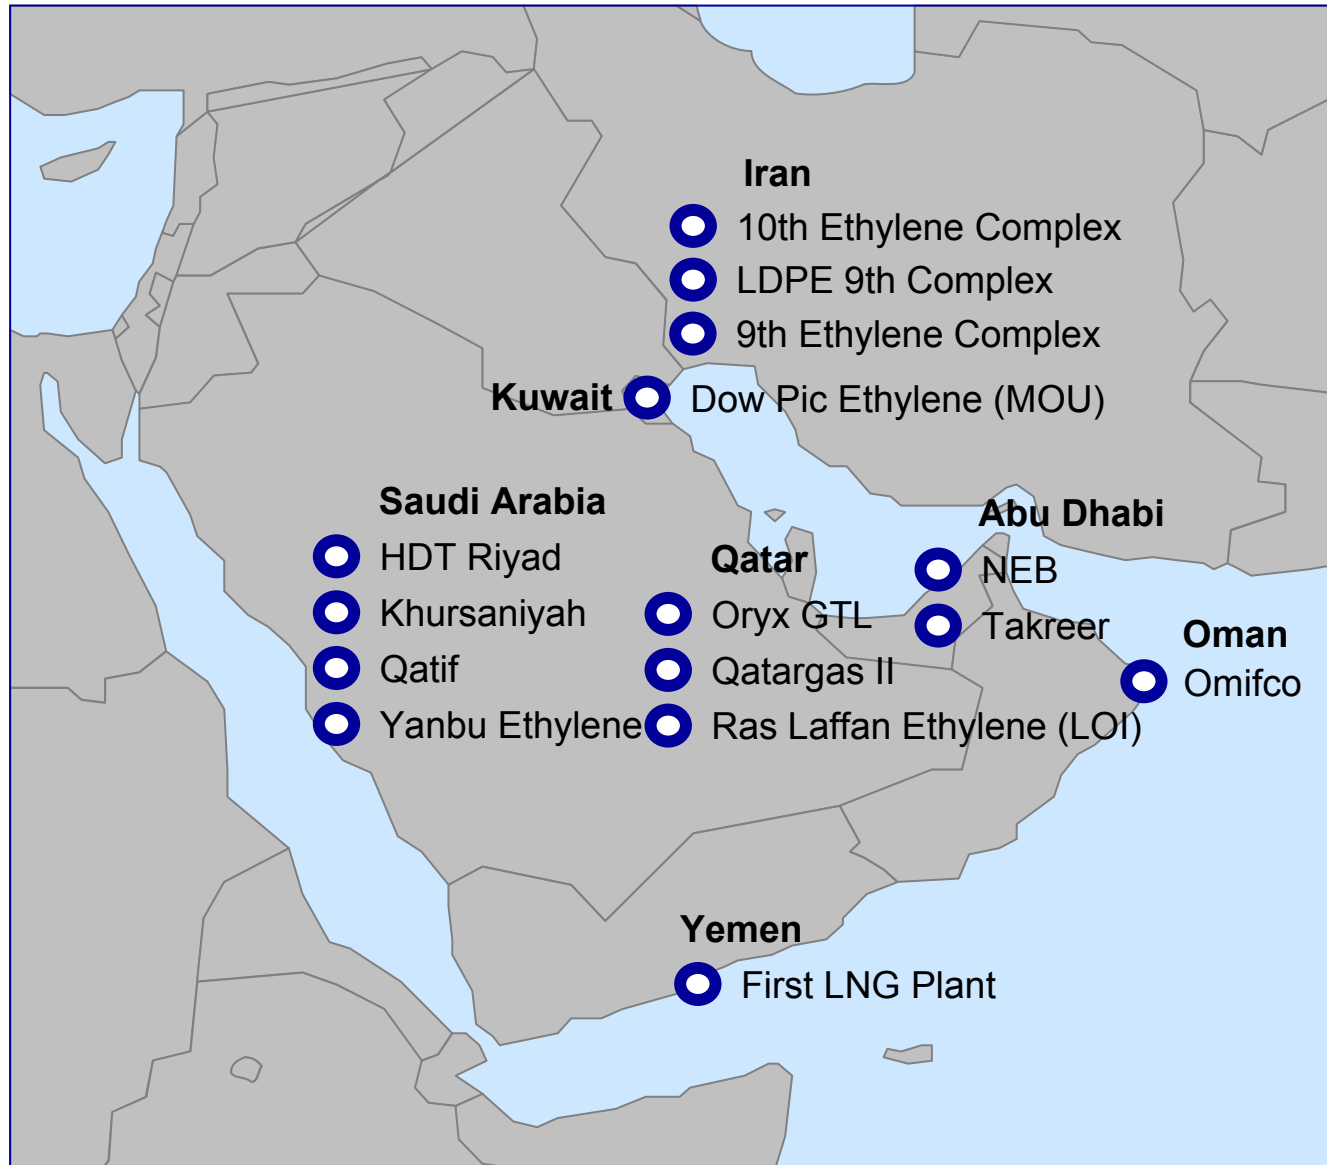 Iran
10th Ethylene Complex
LDPE 9th Complex
9th Ethylene Complex
Kuwait
Dow Pic Ethylene (MOU)
Saudi Arabia
HDT Riyad
Khursaniyah
Qatif
Yanbu Ethylene
Qatar
Oryx GTL
Qatargas II
Ras Laffan Ethylene (LOI)
Abu Dhabi
NEB
Takreer
Oman
Omifco
Yemen
First LNG Plant